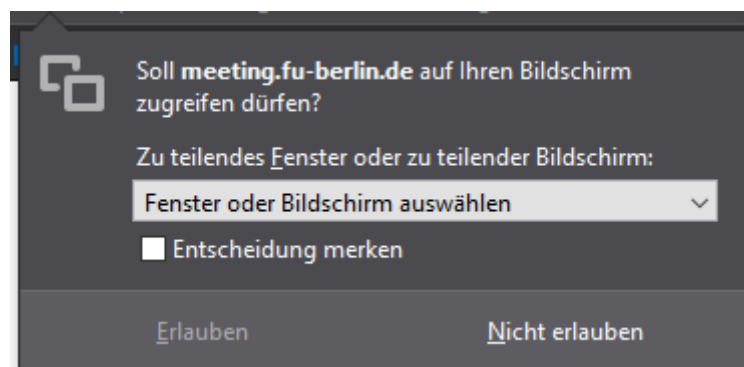 Soll meeting.fu-berlin.de auf Ihren Bildschirm
zugreifen dürfen?
Zu teilendes Fenster oder zu teilender Bildschirm:
Fenster oder Bildschirm auswählen
Entscheidung merken
Erlauben
Nicht erlauben